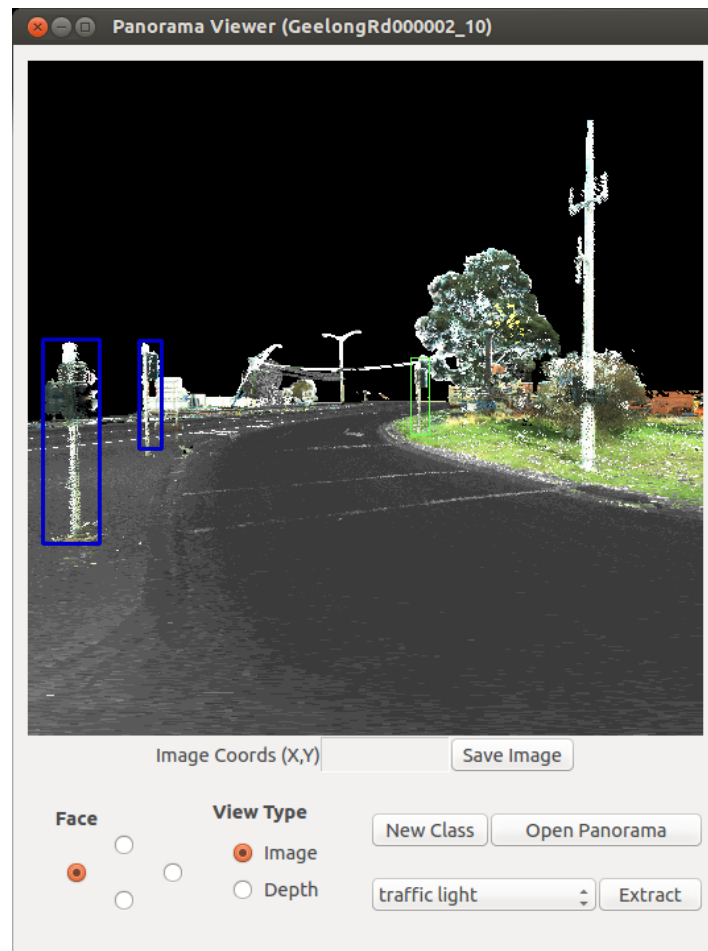 Panorama Viewer (GeelongRd000002_10)
Image Coords (X,Y) Save Image
Face
View Type
Image
Depth
New Class Open Panorama
traffic light Extract